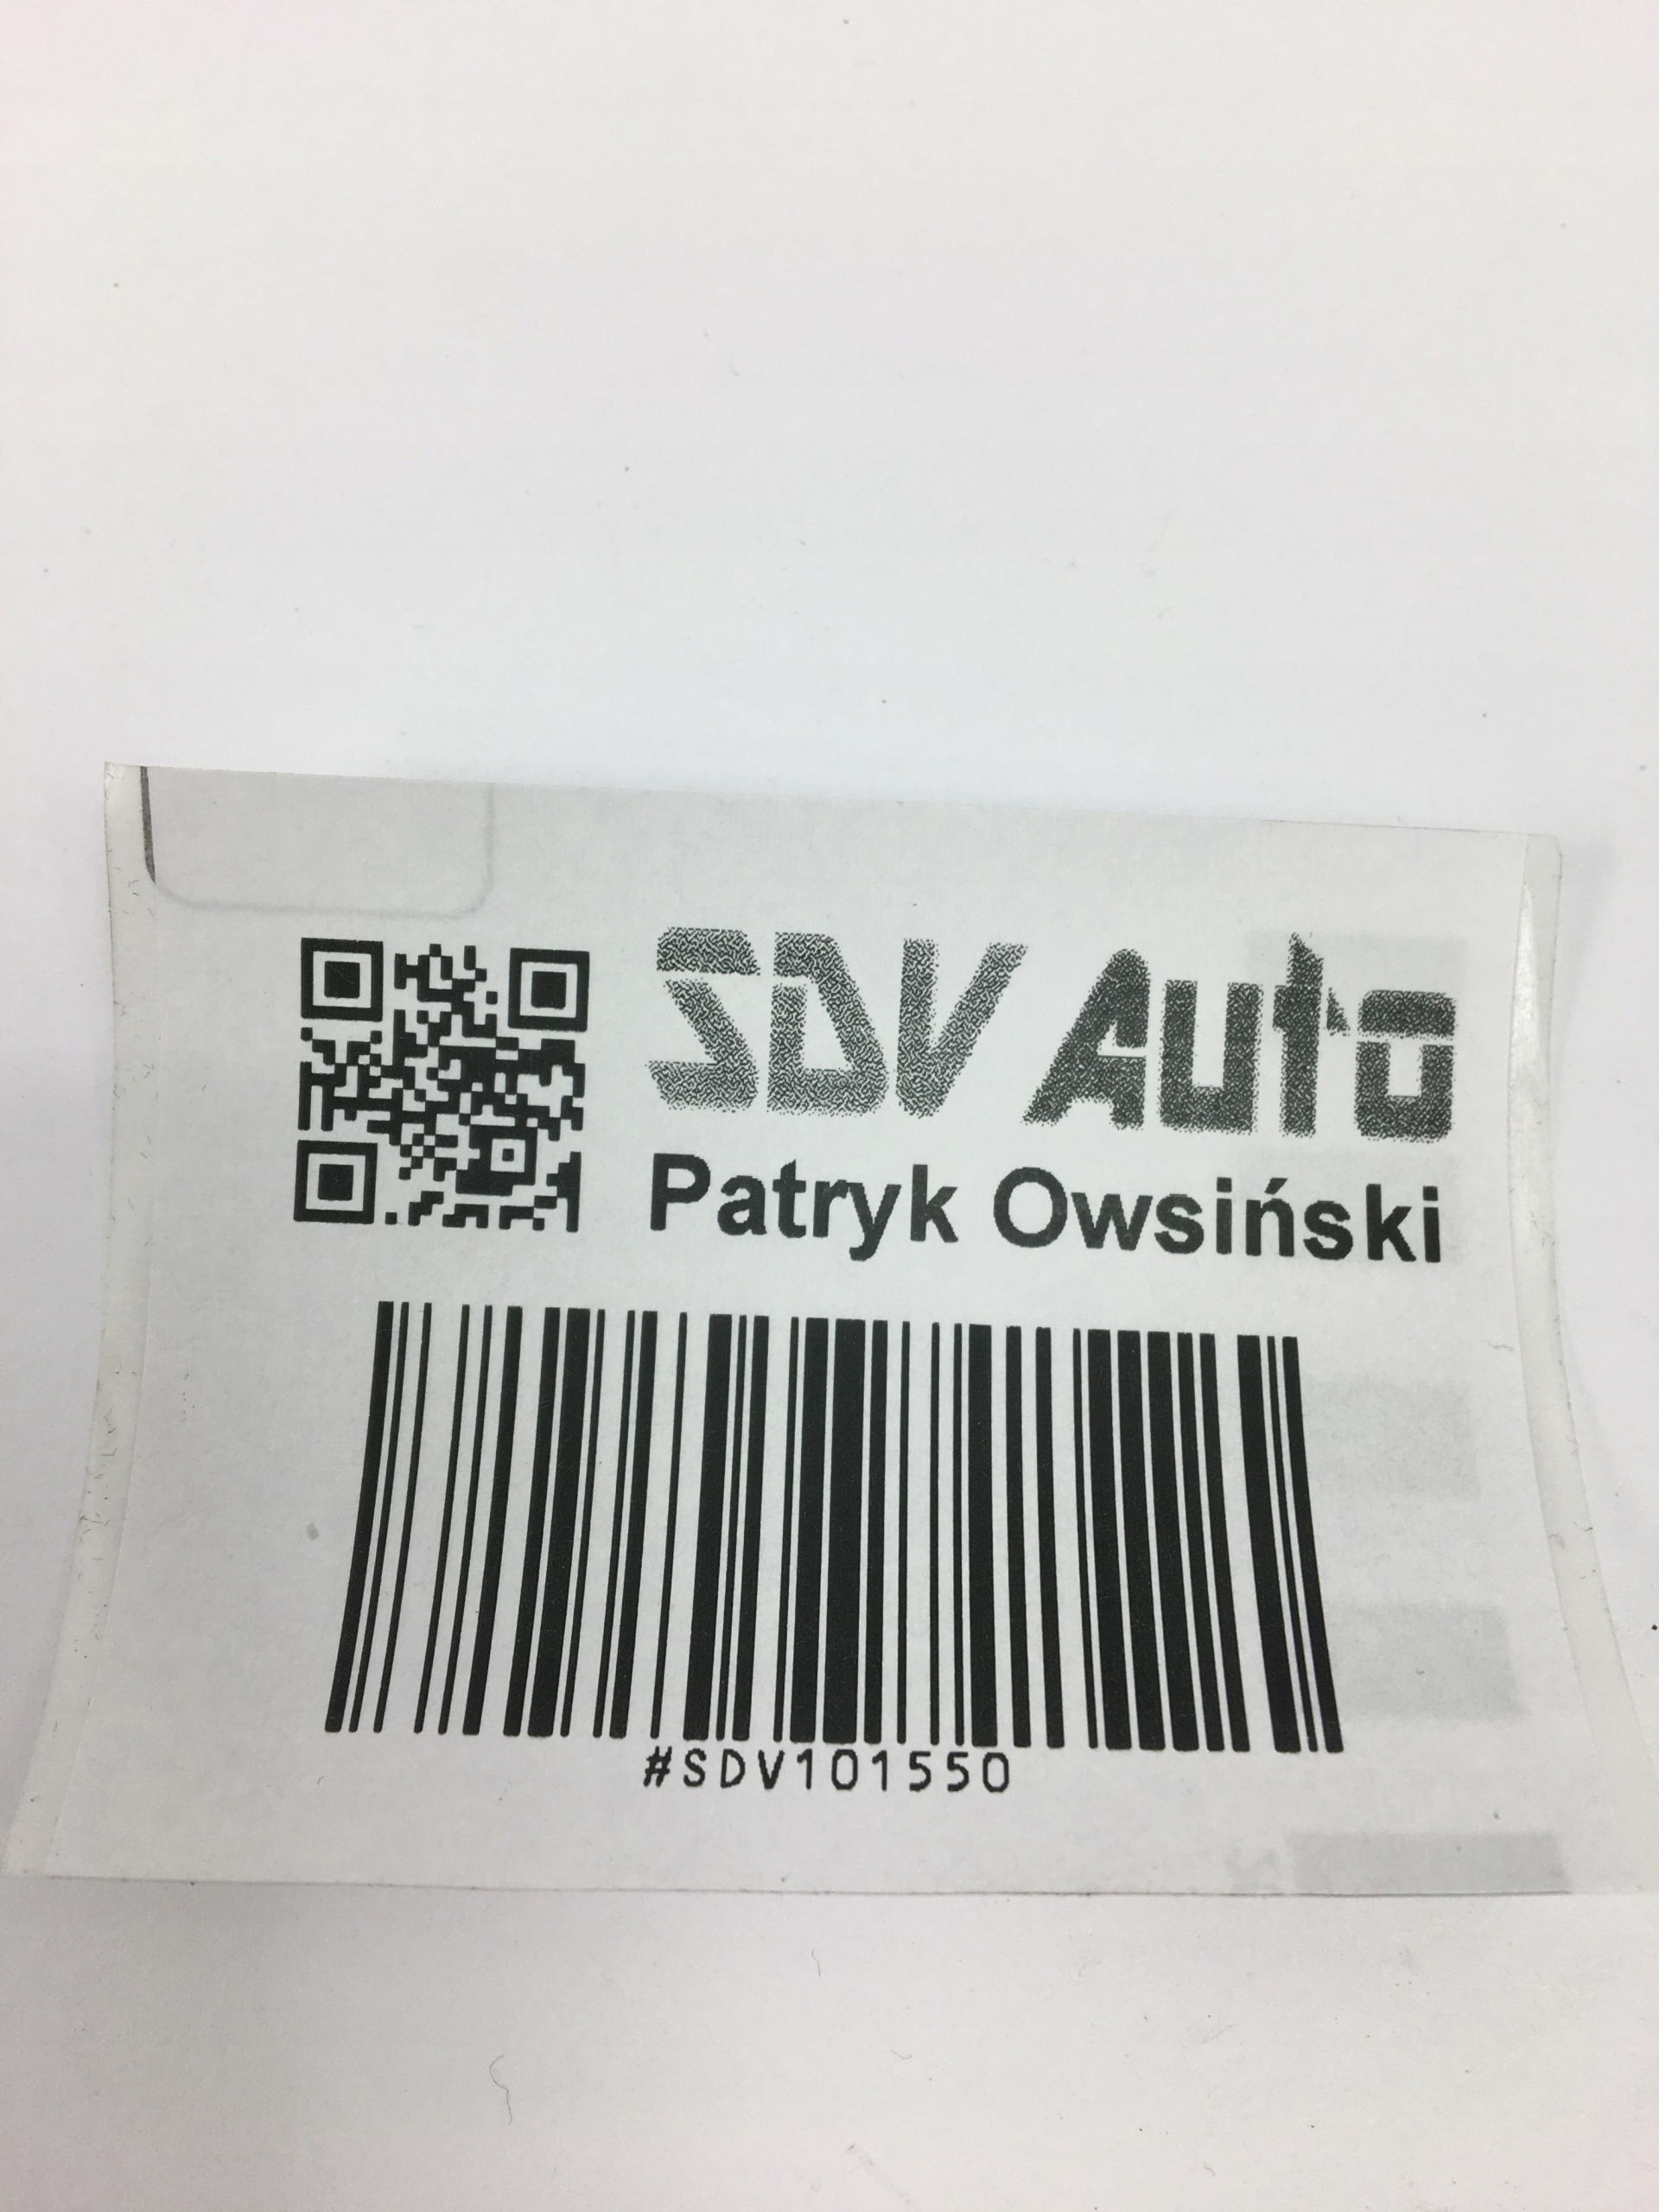 SDV Auto
Patryk Owsiński
#SDV101550